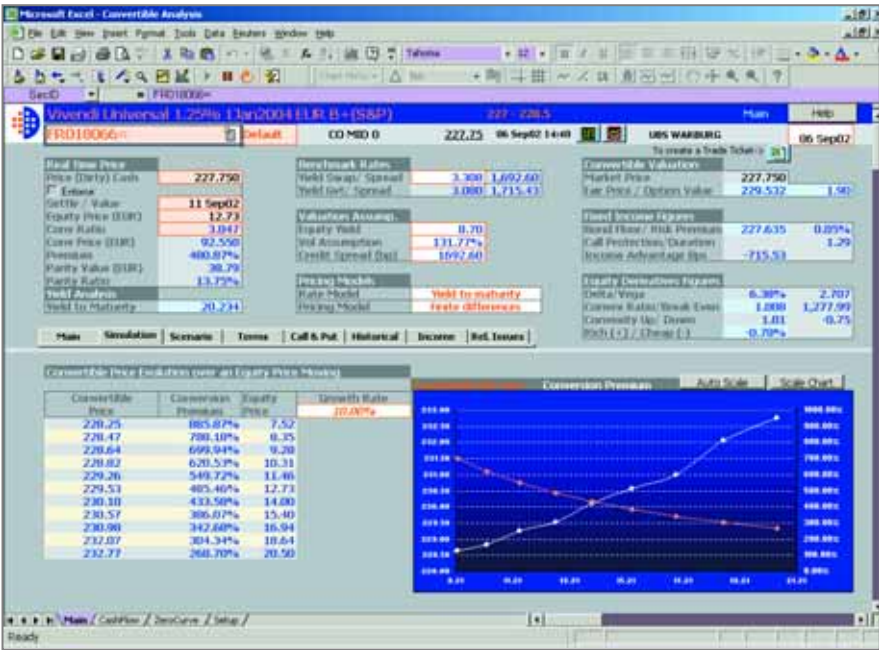 Microsoft Excel - Convertible Analysis
File Edit View Insert Format Tools Data Reuters Window Help
Tahoma 12
SecID FR018066=
Vivendi Universal 1.25% 1Jan2004 EUR B+(S&P) 227 - 228.5 Main Help
FR018066= Default CO MID 0 227.75 06 Sep02 14:40 UBS WARBURG 06 Sep02
To create a Trade Ticket
Real Time Price
Price (Dirty) Cash 227.750
Settle / Value 11 Sep02
Equity Price (EUR) 12.73
Conv Ratio 3.047
Conv Price (EUR) 92.550
Premium 480.87%
Parity Value (EUR) 38.79
Parity Ratio 13.75%
Yield Analysis
Yield to Maturity 20.234
Benchmark Rates
Yield Swap/ Spread 3.308 1,692.60
Yield Gvt/ Spread 3.080 1,715.43
Valuation Assump.
Equity Yield 8.70
Vol Assumption 131.77%
Credit Spread (bp) 1692.60
Pricing Models
Rate Model Yield to maturity
Pricing Model Finite differences
Convertible Valuation
Market Price 227.750
Fair Price / Option Value 229.532 1.90
Fixed Income Figures
Bond Floor/ Risk Premium 227.635 0.05%
Call Protection/Duration 1.29
Income Advantage Bps -715.53
Equity Derivatives Figures
Delta/Vega 6.38% 2.707
Convex Ratio/Break Even 1.008 1,277.99
Convexity Up/ Down 1.01 -0.75
Rich (+) / Cheap (-) -0.78%
Main Simulation Scenario Terms Call & Put Historical Income Rel. Issues
Convertible Price Evolution over an Equity Price Moving
Convertible Price Conversion Premium Equity Price Growth Rate
10.00%
228.25 885.87% 7.52
228.47 788.10% 8.35
228.64 699.94% 9.28
228.82 620.53% 10.31
229.26 549.72% 11.46
229.53 485.46% 12.73
230.10 433.50% 14.00
230.57 386.07% 15.40
230.98 342.60% 16.94
232.07 304.34% 18.64
232.77 268.70% 20.50
Conversion Premium Auto Scale Scale Chart
Main CashFlow ZeroCurve Setup
Ready